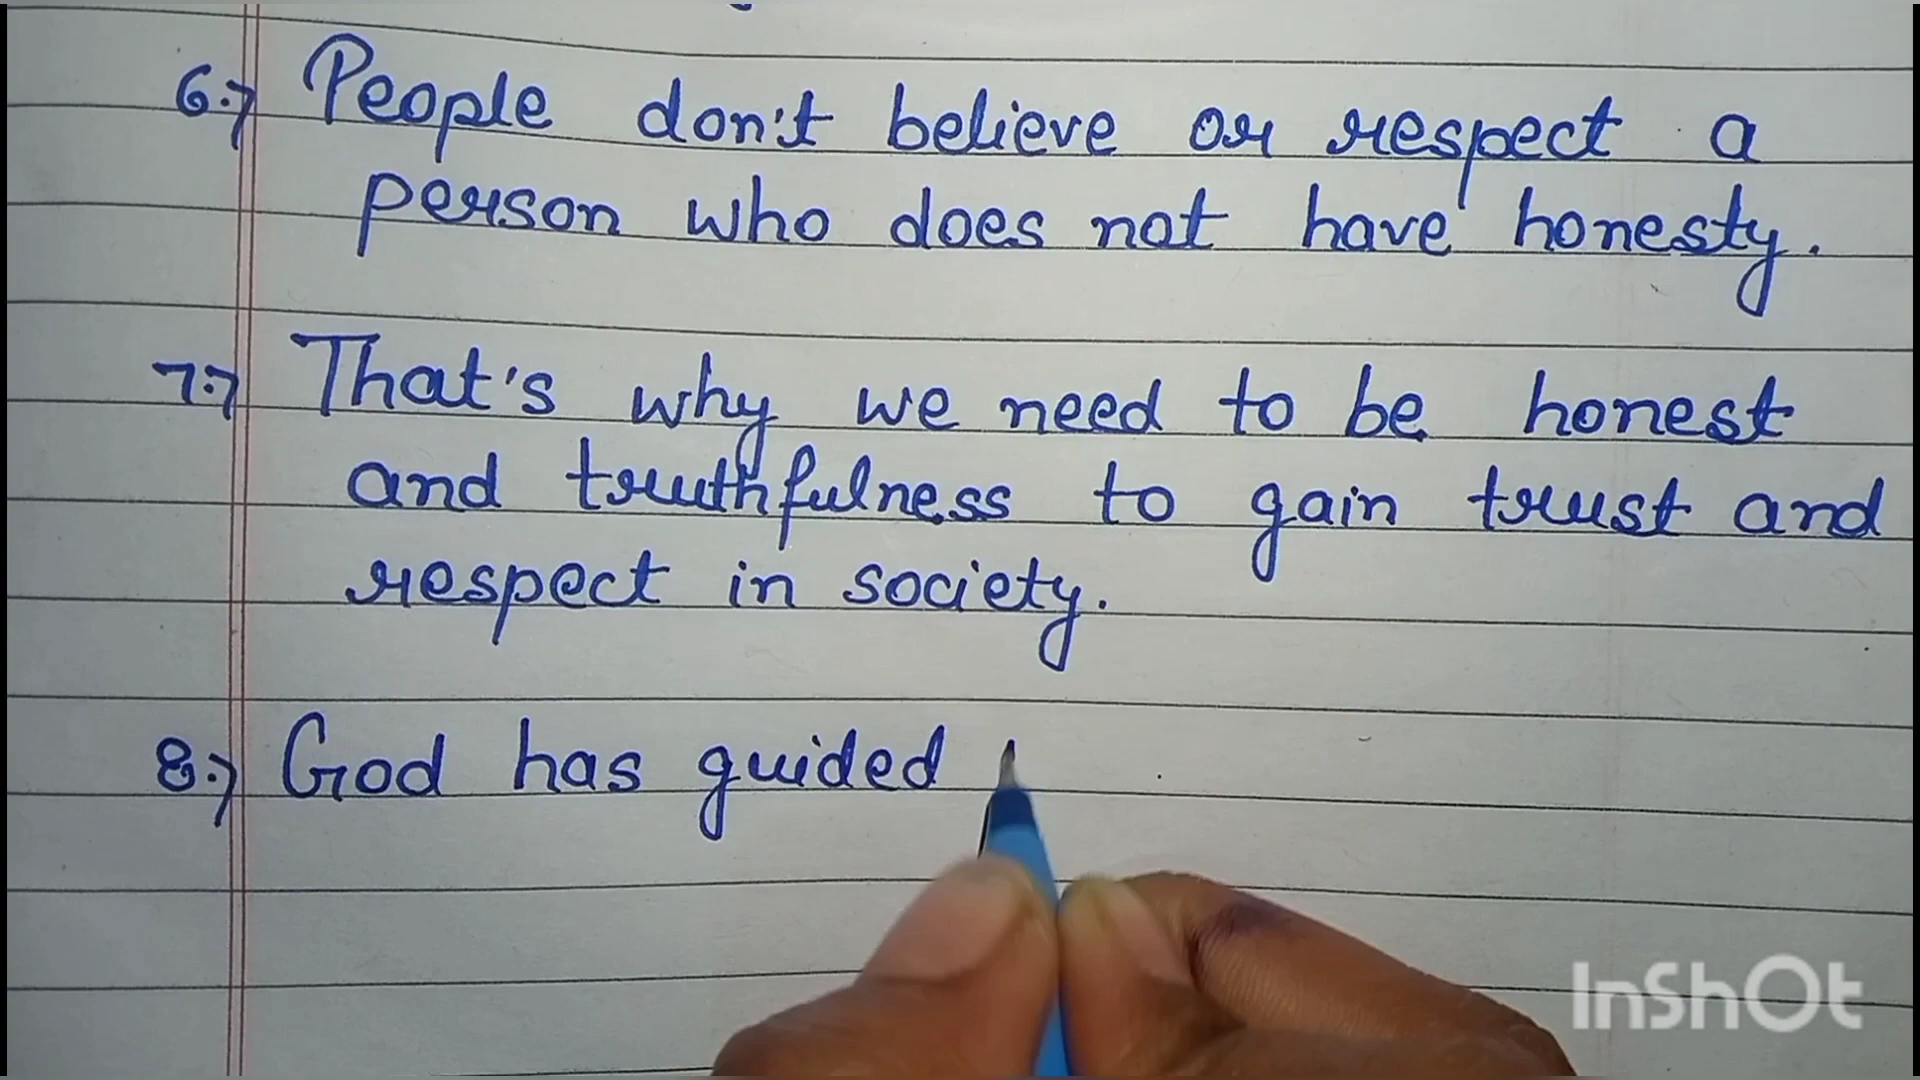 6.) People don't believe or respect a
person who does not have honesty.
7.) That's why we need to be honest
and truthfulness to gain trust and
respect in society.
8.) God has guided
InShOt